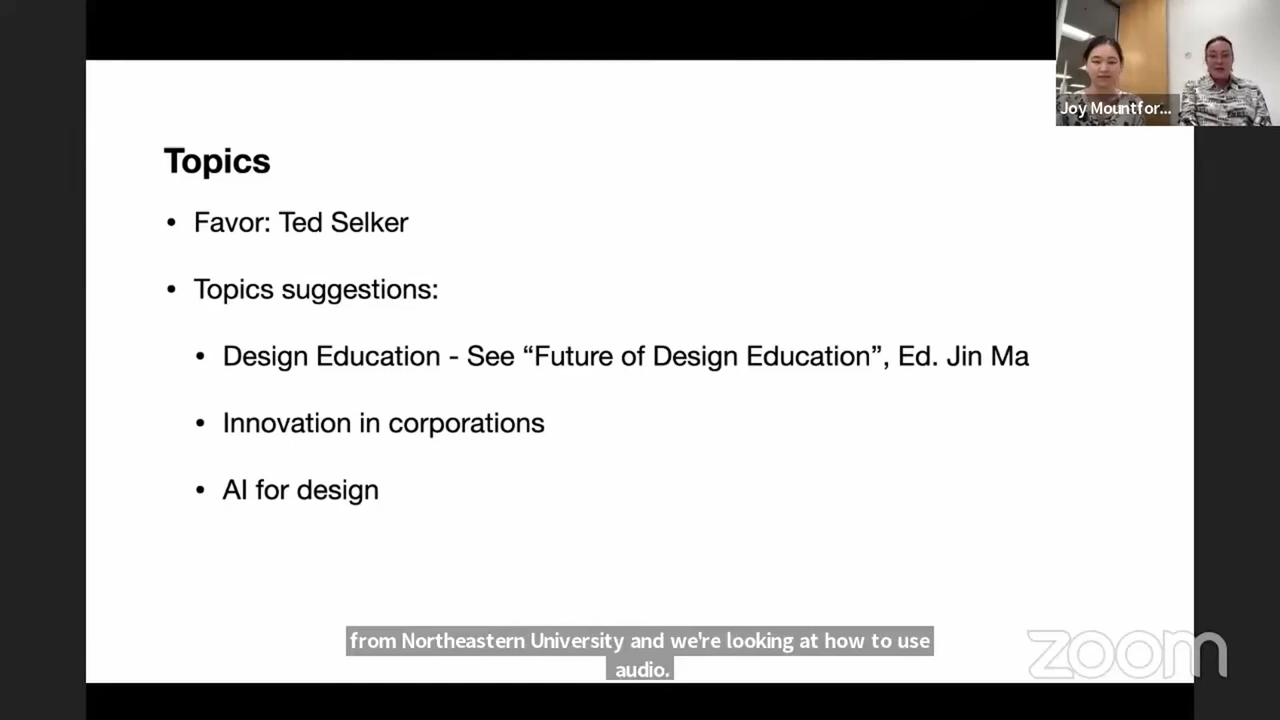 Joy Mountfor...
Topics
• Favor: Ted Selker
• Topics suggestions:
• Design Education - See “Future of Design Education”, Ed. Jin Ma
• Innovation in corporations
• AI for design
from Northeastern University and we're looking at how to use
audio.
zoom